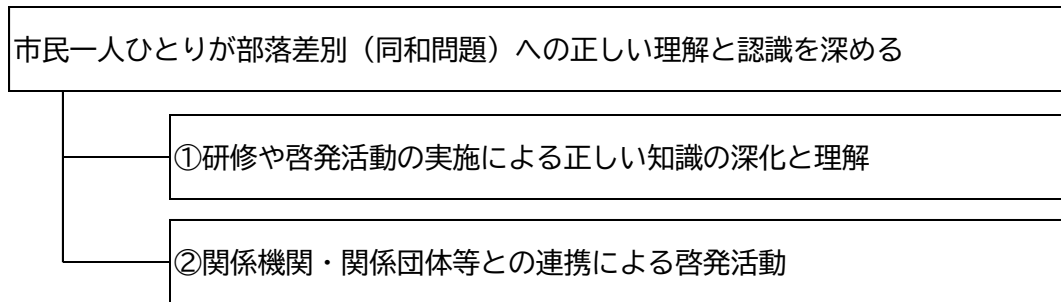 市民一人ひとりが部落差別（同和問題）への正しい理解と認識を深める
①研修や啓発活動の実施による正しい知識の深化と理解
②関係機関・関係団体等との連携による啓発活動